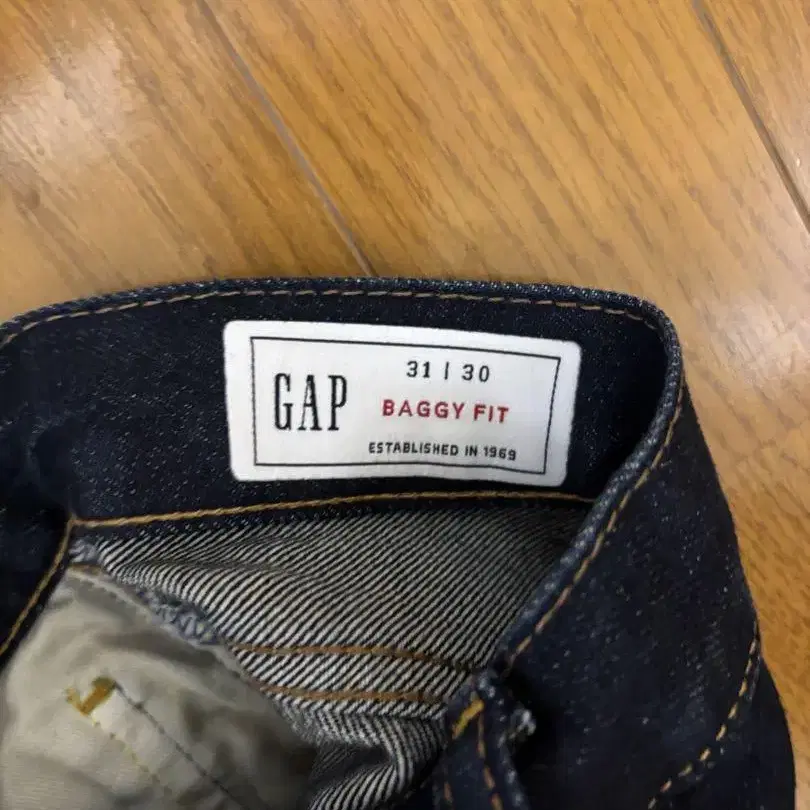 GAP
31 | 30
BAGGY FIT
ESTABLISHED IN 1969